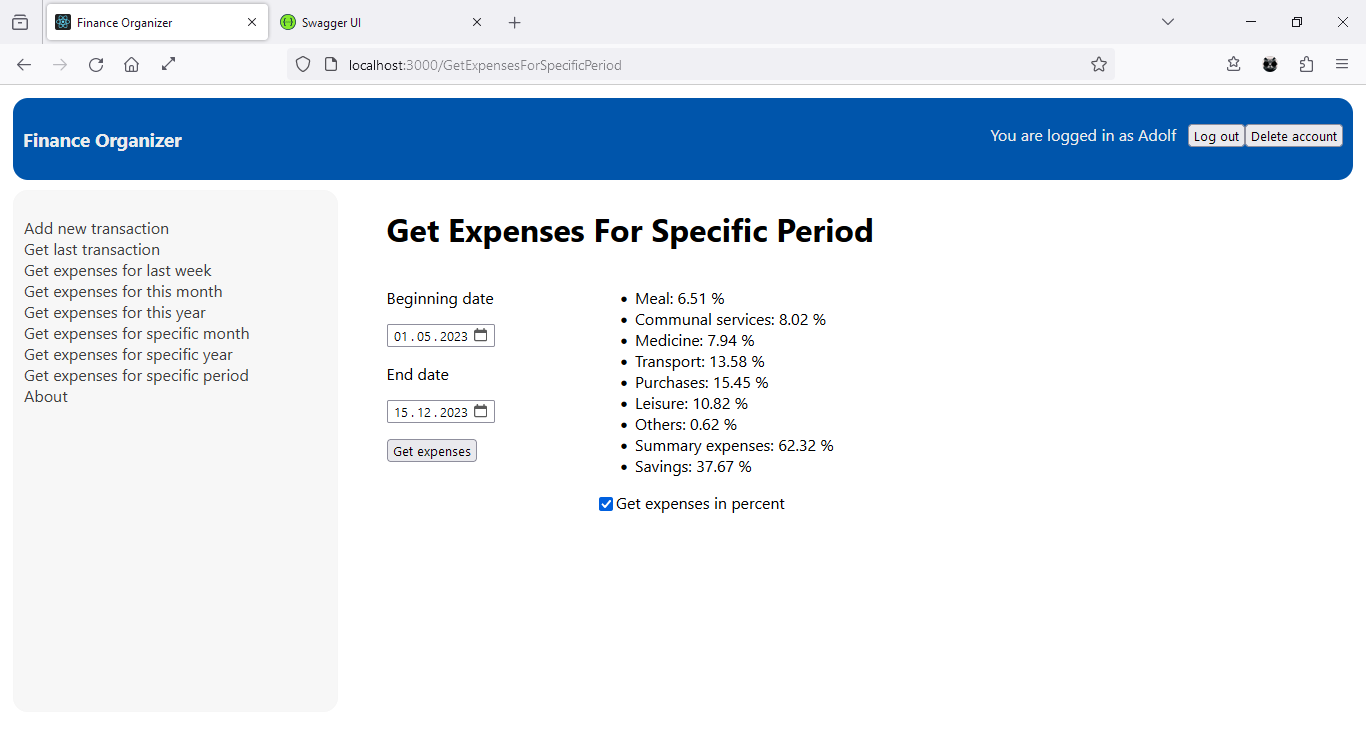 Finance Organizer
Swagger UI
localhost:3000/GetExpensesForSpecificPeriod
Finance Organizer
You are logged in as Adolf
Log out
Delete account
Add new transaction
Get last transaction
Get expenses for last week
Get expenses for this month
Get expenses for this year
Get expenses for specific month
Get expenses for specific year
Get expenses for specific period
About
Get Expenses For Specific Period
Beginning date
01.05.2023
End date
15.12.2023
Get expenses
Meal: 6.51 %
Communal services: 8.02 %
Medicine: 7.94 %
Transport: 13.58 %
Purchases: 15.45 %
Leisure: 10.82 %
Others: 0.62 %
Summary expenses: 62.32 %
Savings: 37.67 %
Get expenses in percent